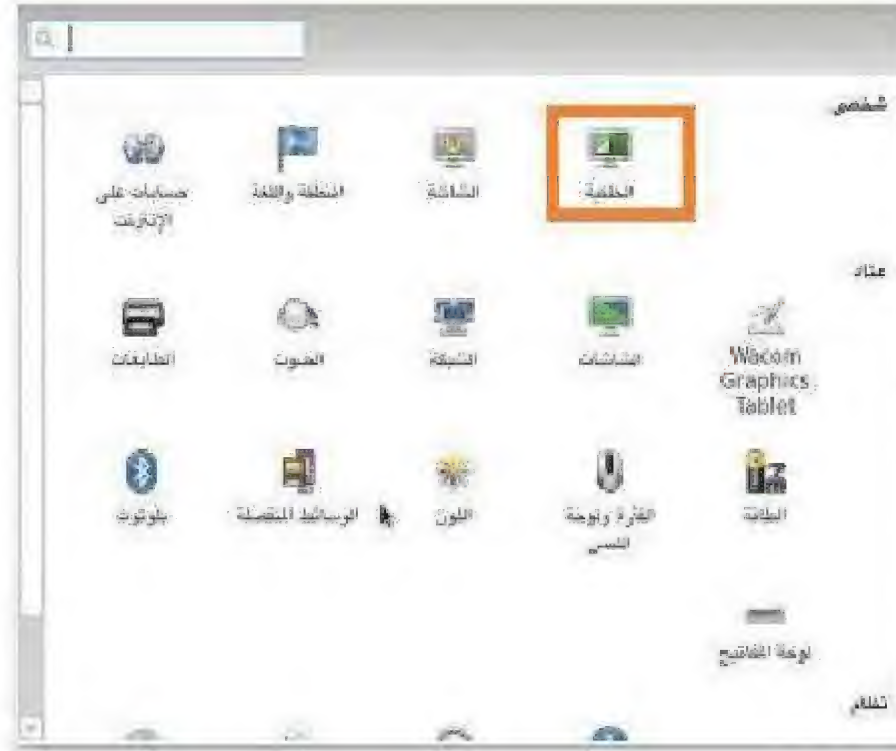 شخصي
الخلفية
الشاشة
المنطقة واللغة
حسابات على
الإنترنت
عتاد
Wacom
Graphics
Tablet
الشاشات
الشبكة
الصوت
الطابعات
الطاقة
الفأرة ولوحة
اللمس
اللون
الوسائط المنفصلة
بلوتوث
لوحة المفاتيح
نظام